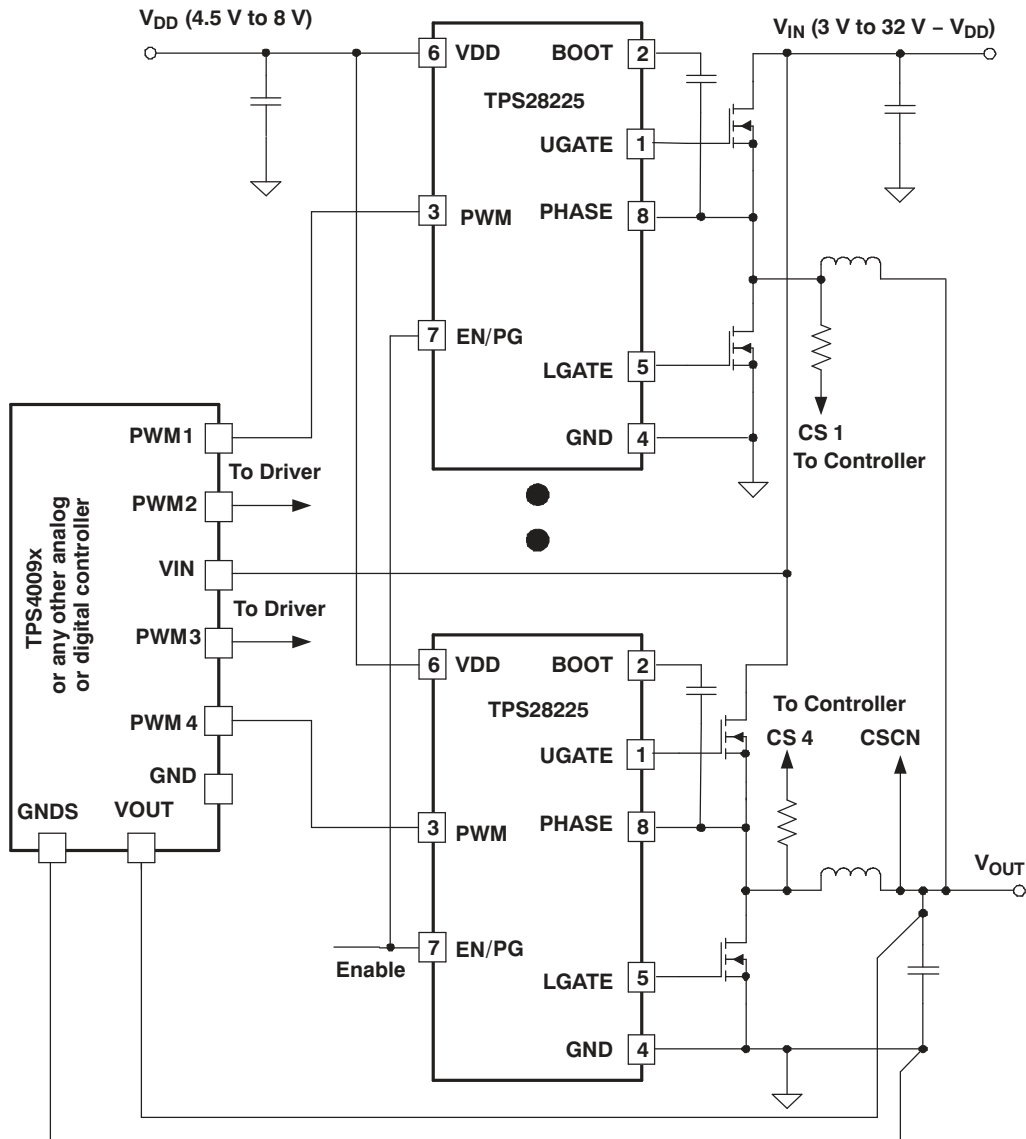 VDD (4.5 V to 8 V)
VIN (3 V to 32 V – VDD)
6 VDD BOOT 2
TPS28225
UGATE 1
3 PWM PHASE 8
7 EN/PG
LGATE 5
GND 4
CS 1
To Controller
TPS4009x
or any other analog
or digital controller
PWM1
To Driver
PWM2
VIN
To Driver
PWM3
PWM 4
GND
GNDS VOUT
6 VDD BOOT 2
TPS28225
UGATE 1
3 PWM PHASE 8
7 EN/PG
Enable
LGATE 5
GND 4
To Controller
CS 4 CSCN
VOUT